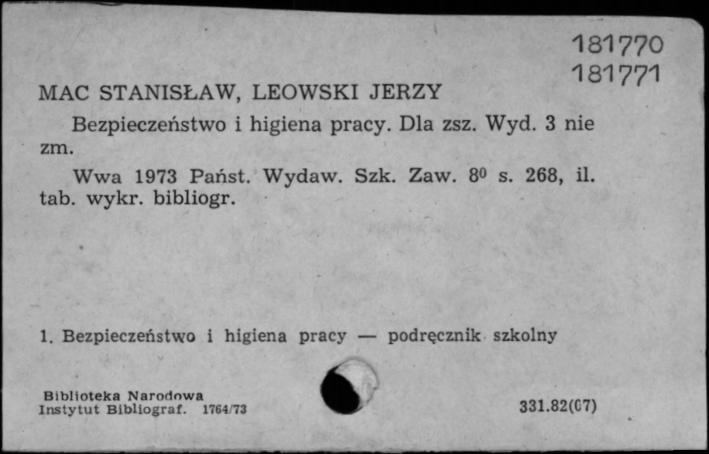 181770
181771
MAC STANISŁAW, LEOWSKI JERZY
Bezpieczeństwo i higiena pracy. Dla zsz. Wyd. 3 nie
zm.
Wwa 1973 Państ. Wydaw. Szk. Zaw. 8⁰ s. 268, il.
tab. wykr. bibliogr.
1. Bezpieczeństwo i higiena pracy — podręcznik szkolny
Biblioteka Narodowa
Instytut Bibliograf. 1764/73
331.82(07)